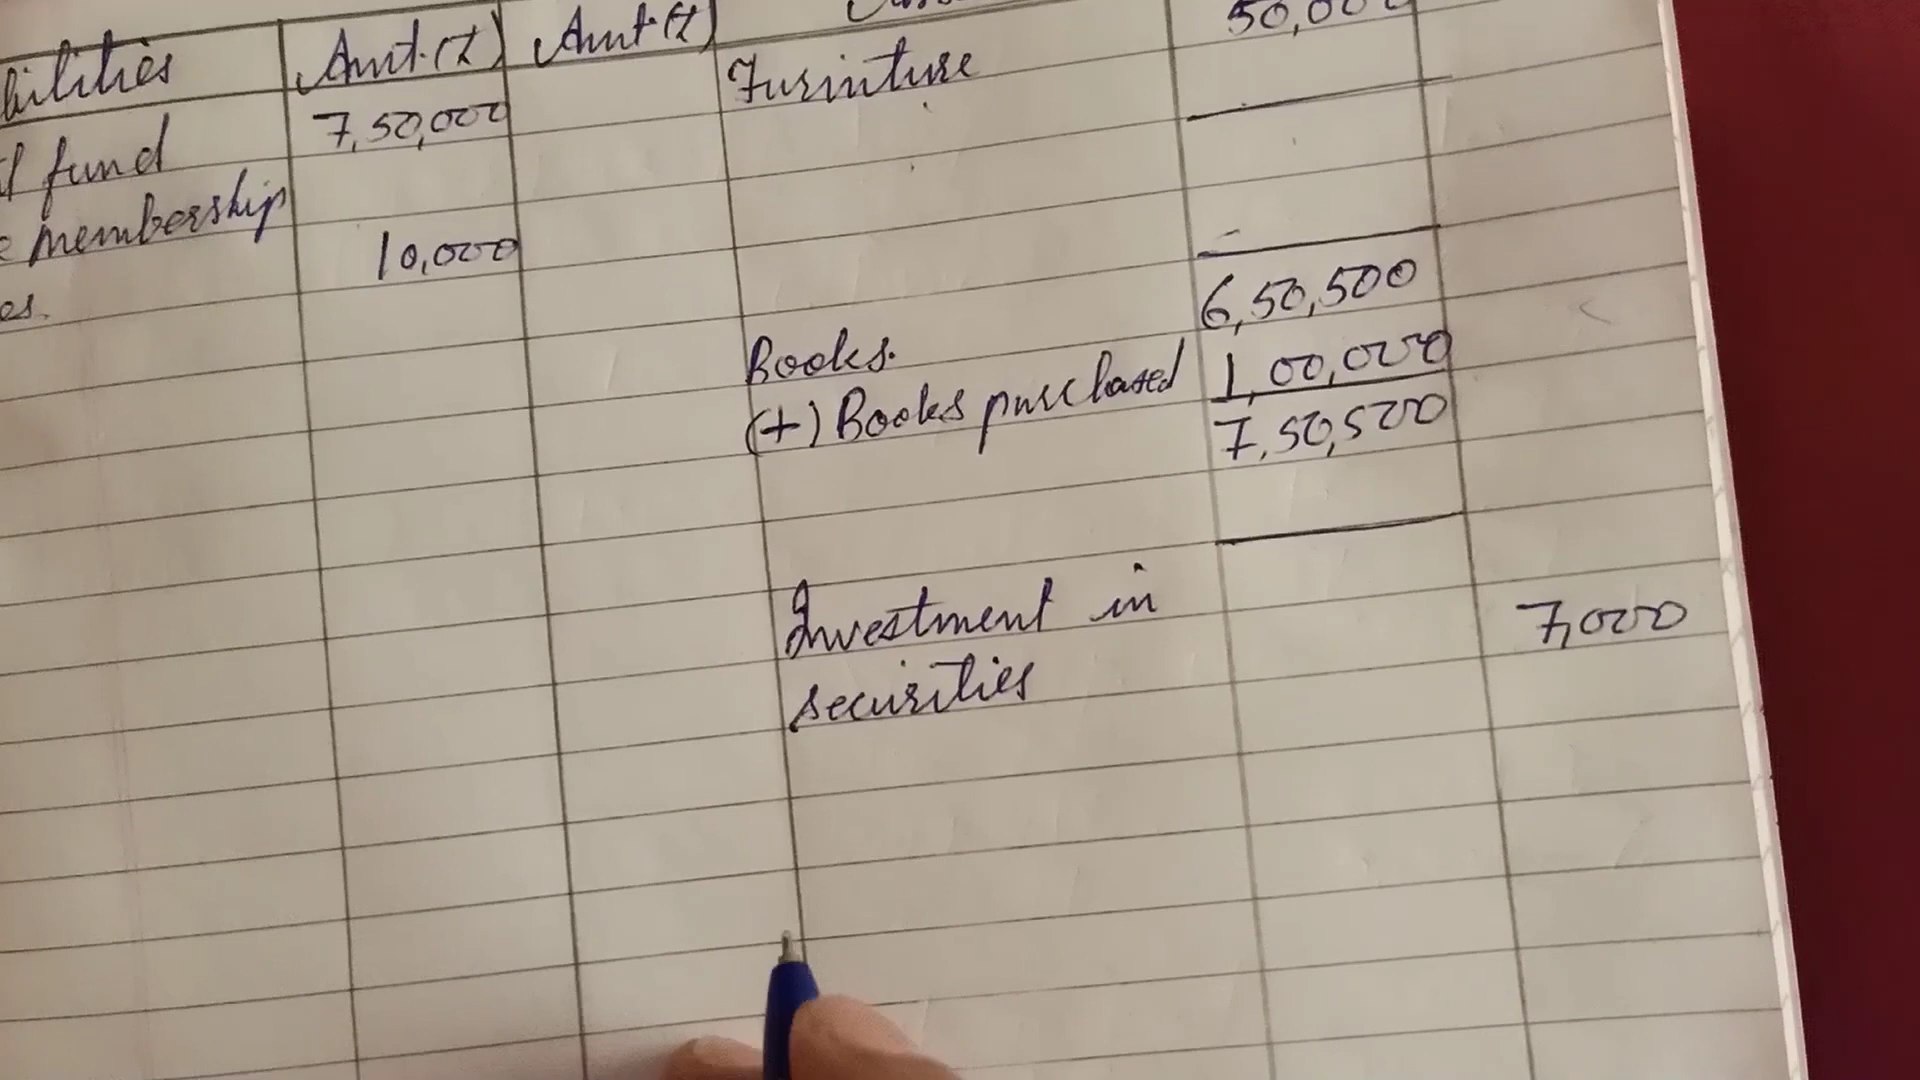 Amt.(₹) Amt.(₹) 50,000
7,50,000 Furniture
fund
membership
10,000
es.
6,50,500
Books. 1,00,000
(+) Books purchased 7,50,500
Investment in 7,000
securities